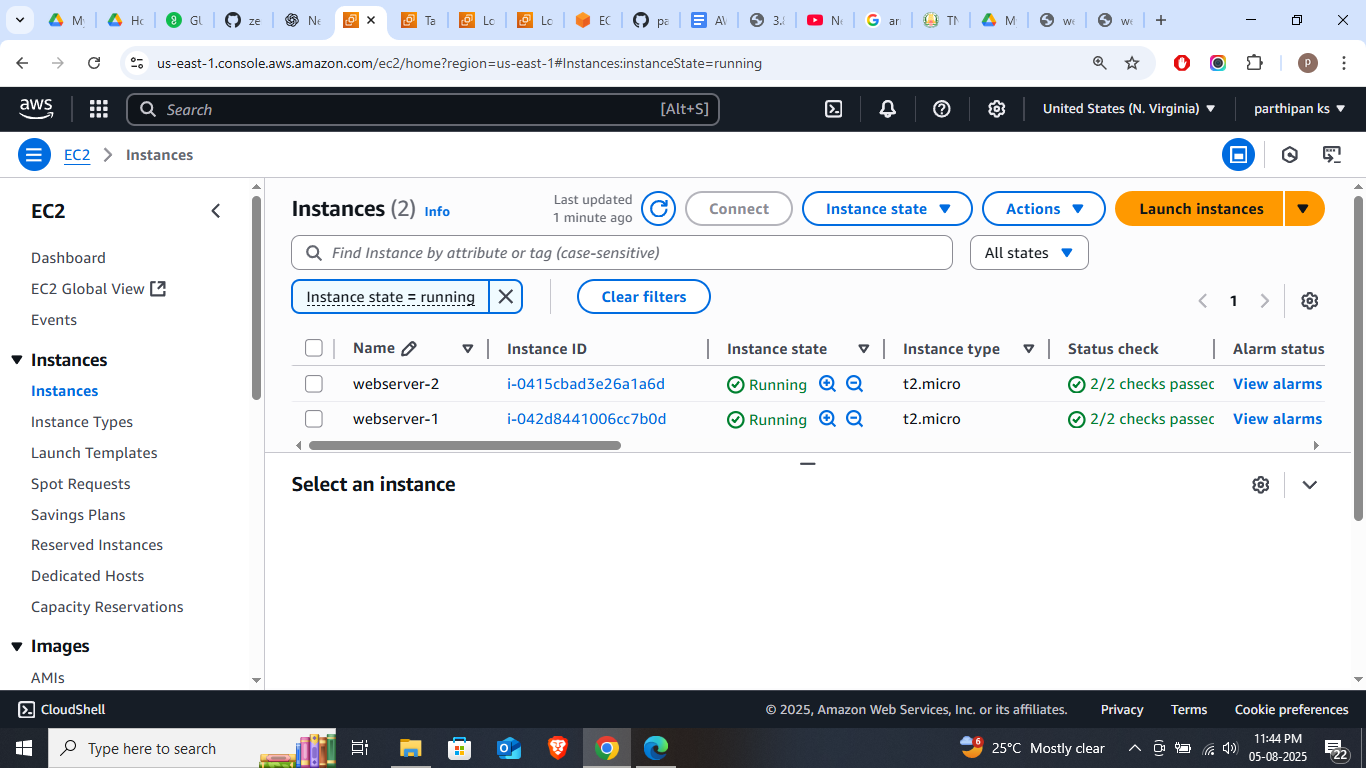 My
Ho
GU
ze
Ne
Ta
Lo
Lo
EC
pa
AV
3.
Ne
an
TN
M
we
we
us-east-1.console.aws.amazon.com/ec2/home?region=us-east-1#Instances:instanceState=running
p
aws
Search
[Alt+S]
United States (N. Virginia)
parthipan ks
EC2
Instances
EC2
Dashboard
EC2 Global View
Events
Instances
Instances
Instance Types
Launch Templates
Spot Requests
Savings Plans
Reserved Instances
Dedicated Hosts
Capacity Reservations
Images
AMIs
Instances (2) Info
Last updated
1 minute ago
Connect
Instance state
Actions
Launch instances
Find Instance by attribute or tag (case-sensitive)
All states
Instance state = running
Clear filters
1
Name Instance ID Instance state Instance type Status check Alarm status
webserver-2 i-0415cbad3e26a1a6d Running t2.micro 2/2 checks passed View alarms
webserver-1 i-042d8441006cc7b0d Running t2.micro 2/2 checks passed View alarms
Select an instance
CloudShell
© 2025, Amazon Web Services, Inc. or its affiliates.
Privacy
Terms
Cookie preferences
Type here to search
6
25°C Mostly clear
11:44 PM
05-08-2025
22